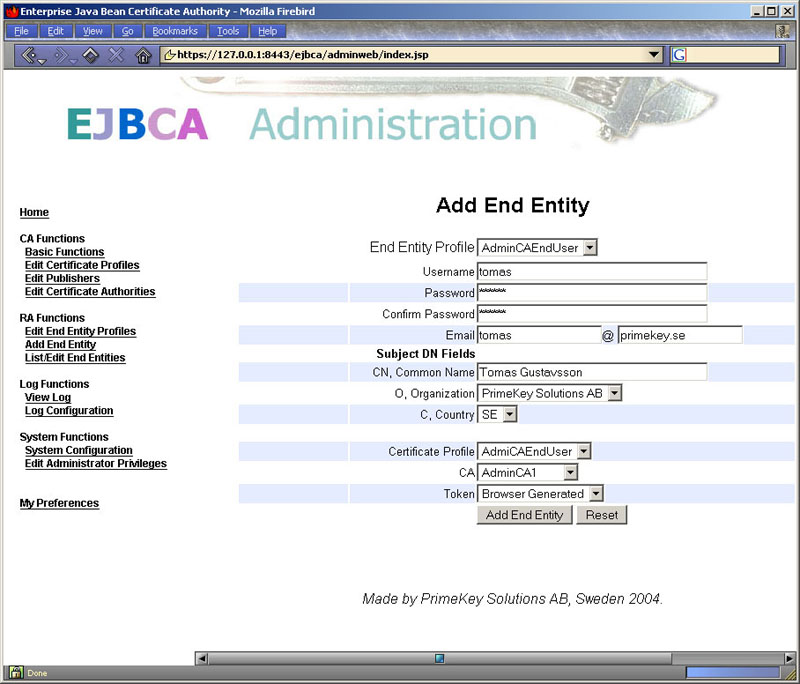 Enterprise Java Bean Certificate Authority - Mozilla Firebird
File Edit View Go Bookmarks Tools Help
https://127.0.0.1:8443/ejbca/adminweb/index.jsp G
EJBCA Administration
Home
CA Functions
Basic Functions
Edit Certificate Profiles
Edit Publishers
Edit Certificate Authorities
RA Functions
Edit End Entity Profiles
Add End Entity
List/Edit End Entities
Log Functions
View Log
Log Configuration
System Functions
System Configuration
Edit Administrator Privileges
My Preferences
Add End Entity
End Entity Profile AdminCAEndUser
Username tomas
Password ******
Confirm Password ******
Email tomas @ primekey.se
Subject DN Fields
CN, Common Name Tomas Gustavsson
O, Organization PrimeKey Solutions AB
C, Country SE
Certificate Profile AdmiCAEndUser
CA AdminCA1
Token Browser Generated
Add End Entity Reset
Made by PrimeKey Solutions AB, Sweden 2004.
Done